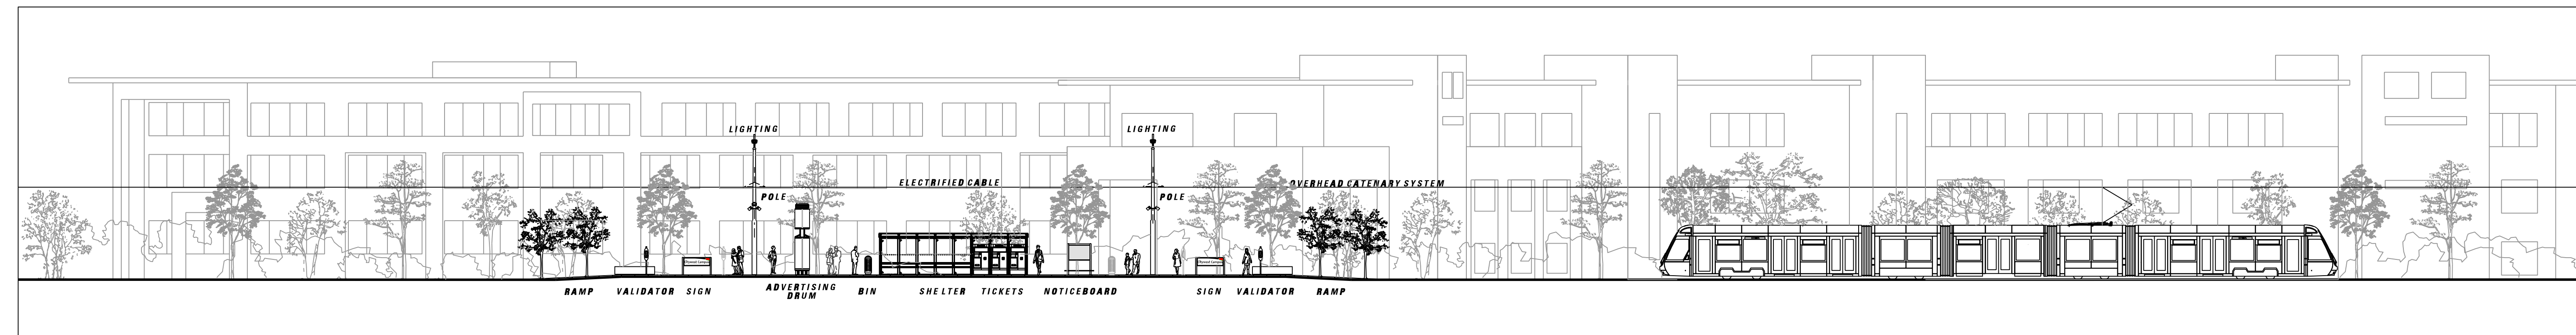 LIGHTING
LIGHTING
ELECTRIFIED CABLE
OVERHEAD CATENARY SYSTEM
POLE
POLE
RAMP
VALIDATOR
SIGN
ADVERTISING
DRUM
BIN
SHELTER
TICKETS
NOTICEBOARD
SIGN
VALIDATOR
RAMP